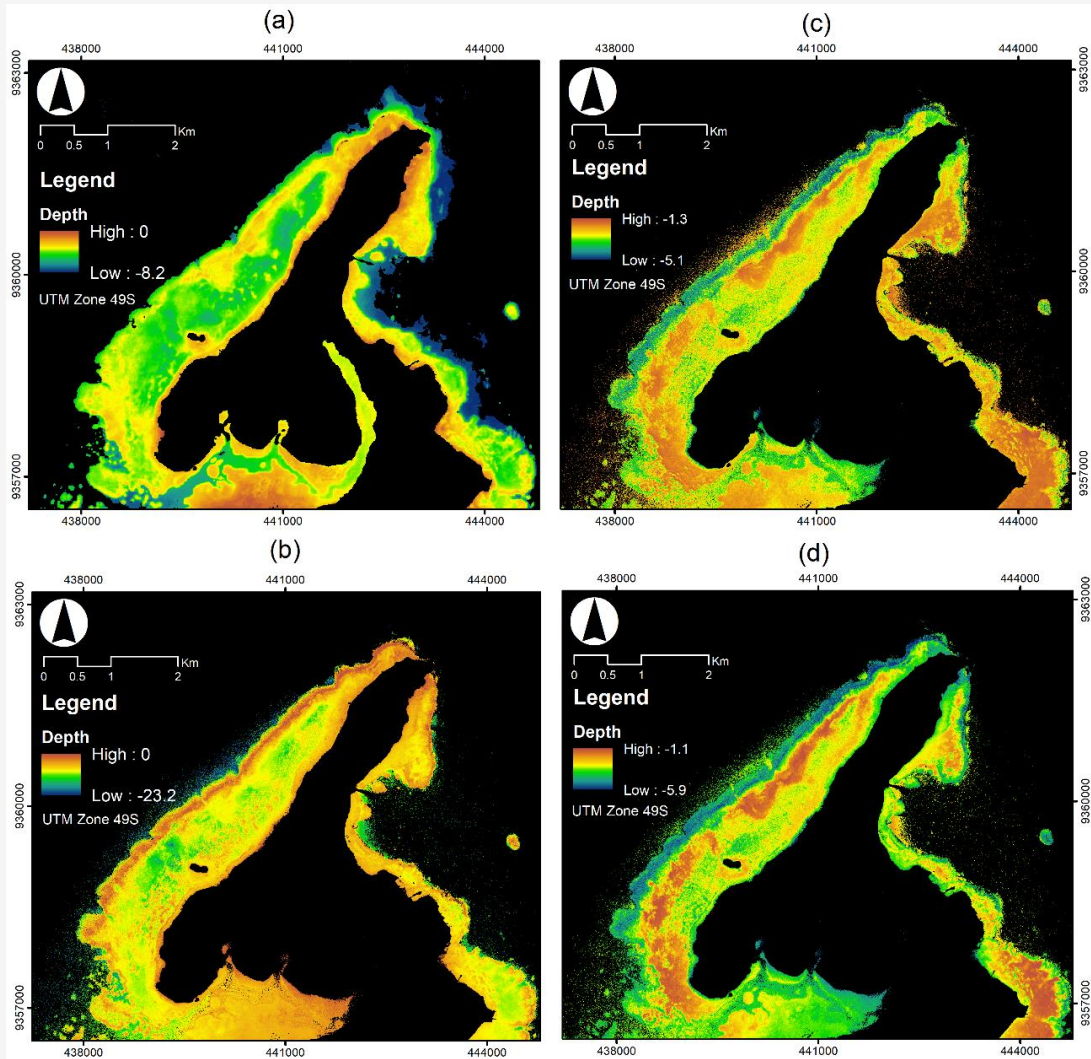 (a)
438000 441000 444000
9363000
0 0.5 1 2 Km
Legend
Depth
High : 0
Low : -8.2
UTM Zone 49S
9360000
9357000
438000 441000 444000
(c)
438000 441000 444000
9363000
0 0.5 1 2 Km
Legend
Depth
High : -1.3
Low : -5.1
UTM Zone 49S
9360000
9357000
438000 441000 444000
(b)
438000 441000 444000
9363000
0 0.5 1 2 Km
Legend
Depth
High : 0
Low : -23.2
UTM Zone 49S
9360000
9357000
438000 441000 444000
(d)
438000 441000 444000
9363000
0 0.5 1 2 Km
Legend
Depth
High : -1.1
Low : -5.9
UTM Zone 49S
9360000
9357000
438000 441000 444000